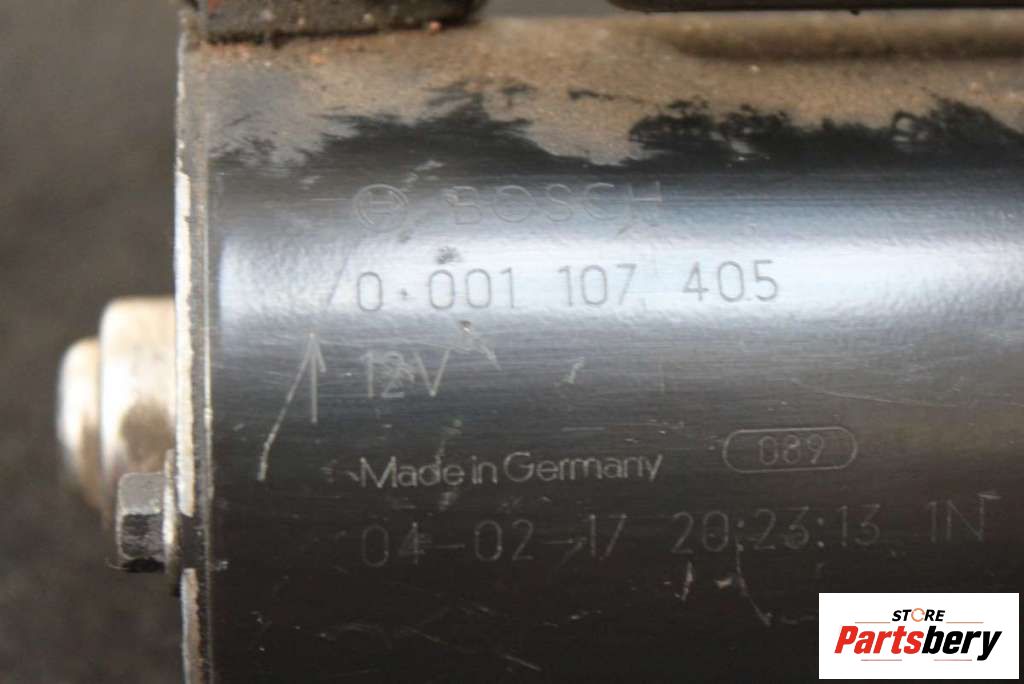 BOSCH
0 001 107 405
12V
089
Made in Germany
04-02-17 20:23:13 1N
STORE
Partsbery